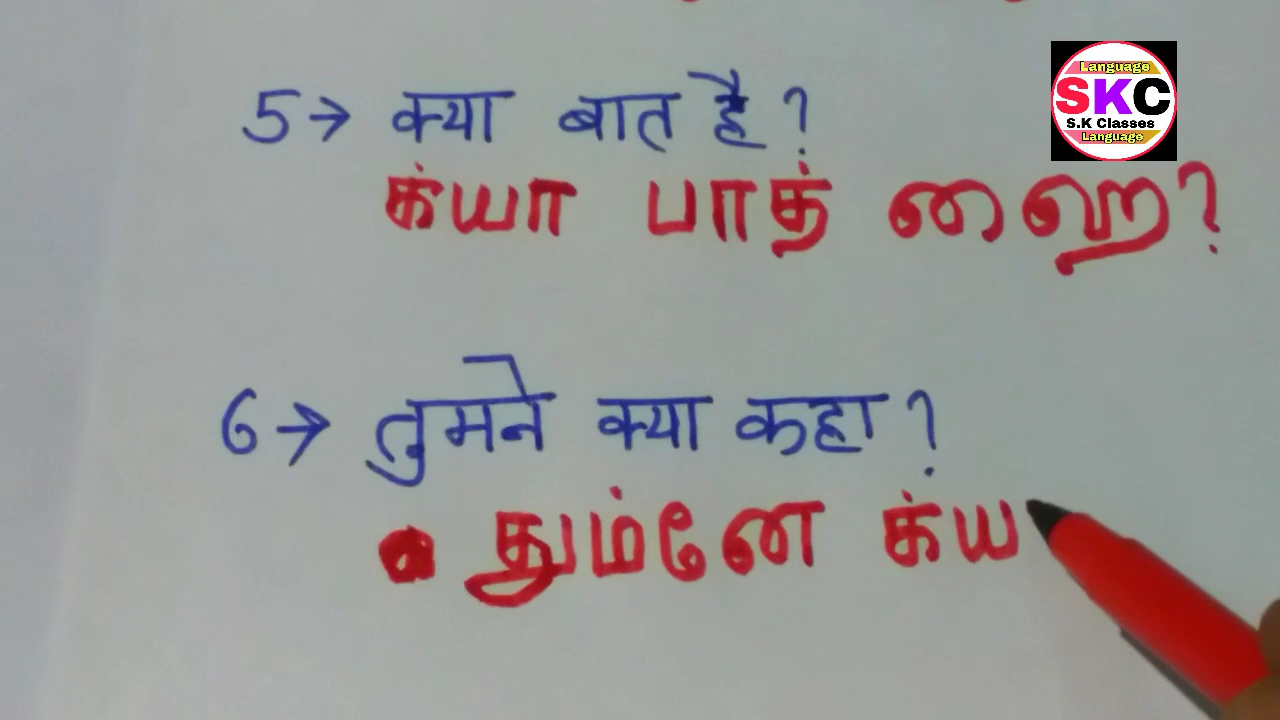 Language
SKC
S.K Classes
Language
5→ क्या बात है?
க்யா பாத் ஹை?
6→ तुमने क्या कहा?
தும்னே க்ய